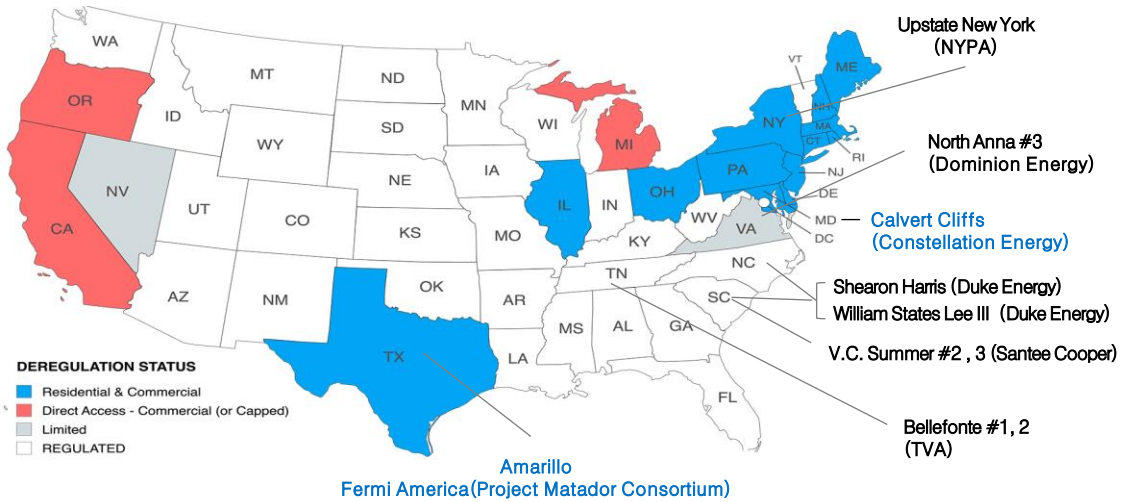 Upstate New York
(NYPA)
WA
MT
ND
MN
VT
ME
OR
ID
SD
WI
NH
WY
MI
NY
MA
CT
RI
North Anna #3
(Dominion Energy)
NV
NE
IA
PA
NJ
UT
CO
IL
IN
OH
DE
CA
KS
MO
WV
VA
MD
Calvert Cliffs
(Constellation Energy)
KY
DC
AZ
NM
OK
AR
TN
NC
SC
Shearon Harris (Duke Energy)
William States Lee III (Duke Energy)
MS
AL
GA
TX
LA
V.C. Summer #2 , 3 (Santee Cooper)
FL
DEREGULATION STATUS
Residential & Commercial
Direct Access - Commercial (or Capped)
Limited
REGULATED
Bellefonte #1, 2
(TVA)
Amarillo
Fermi America(Project Matador Consortium)